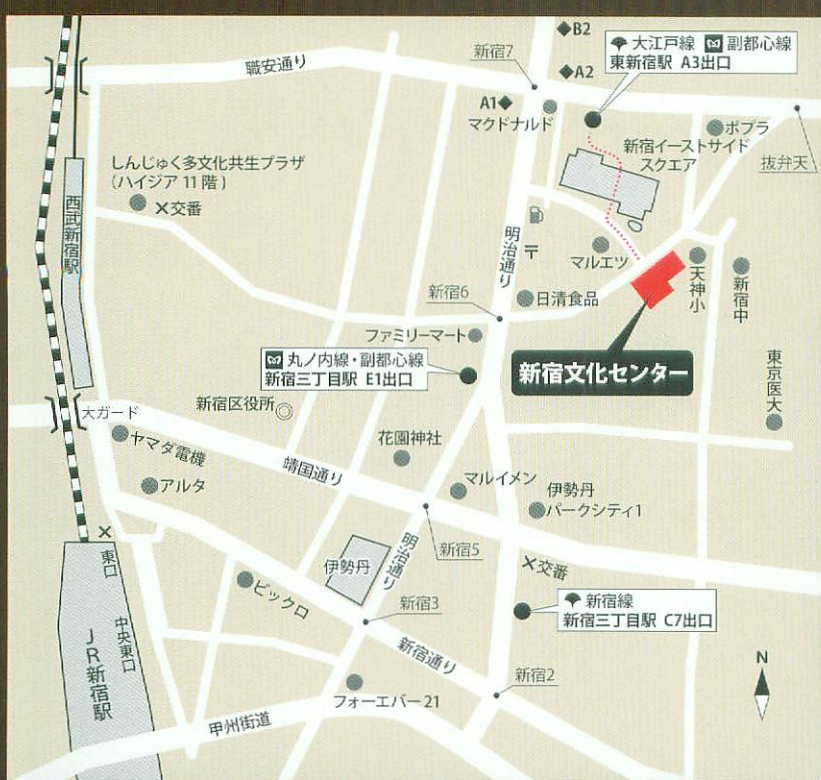 ◆B2
大江戸線 副都心線
東新宿駅 A3出口
新宿7
職安通り
◆A2
A1◆
マクドナルド
ポプラ
新宿イーストサイド
スクエア
抜弁天
しんじゅく多文化共生プラザ
(ハイジア 11 階 )
×交番
西武新宿駅
明治通り
〒
マルエツ
天神小
新宿中
新宿6
日清食品
ファミリーマート
丸ノ内線・副都心線
新宿三丁目駅 E1出口
新宿文化センター
東京医大
大ガード
新宿区役所
ヤマダ電機
花園神社
靖国通り
アルタ
マルイメン
伊勢丹
パークシティ1
新宿5
×
東口
伊勢丹
明治通り
×交番
ビックロ
新宿3
新宿線
新宿三丁目駅 C7出口
中央東口
JR新宿駅
新宿通り
新宿2
N
フォーエバー21
甲州街道